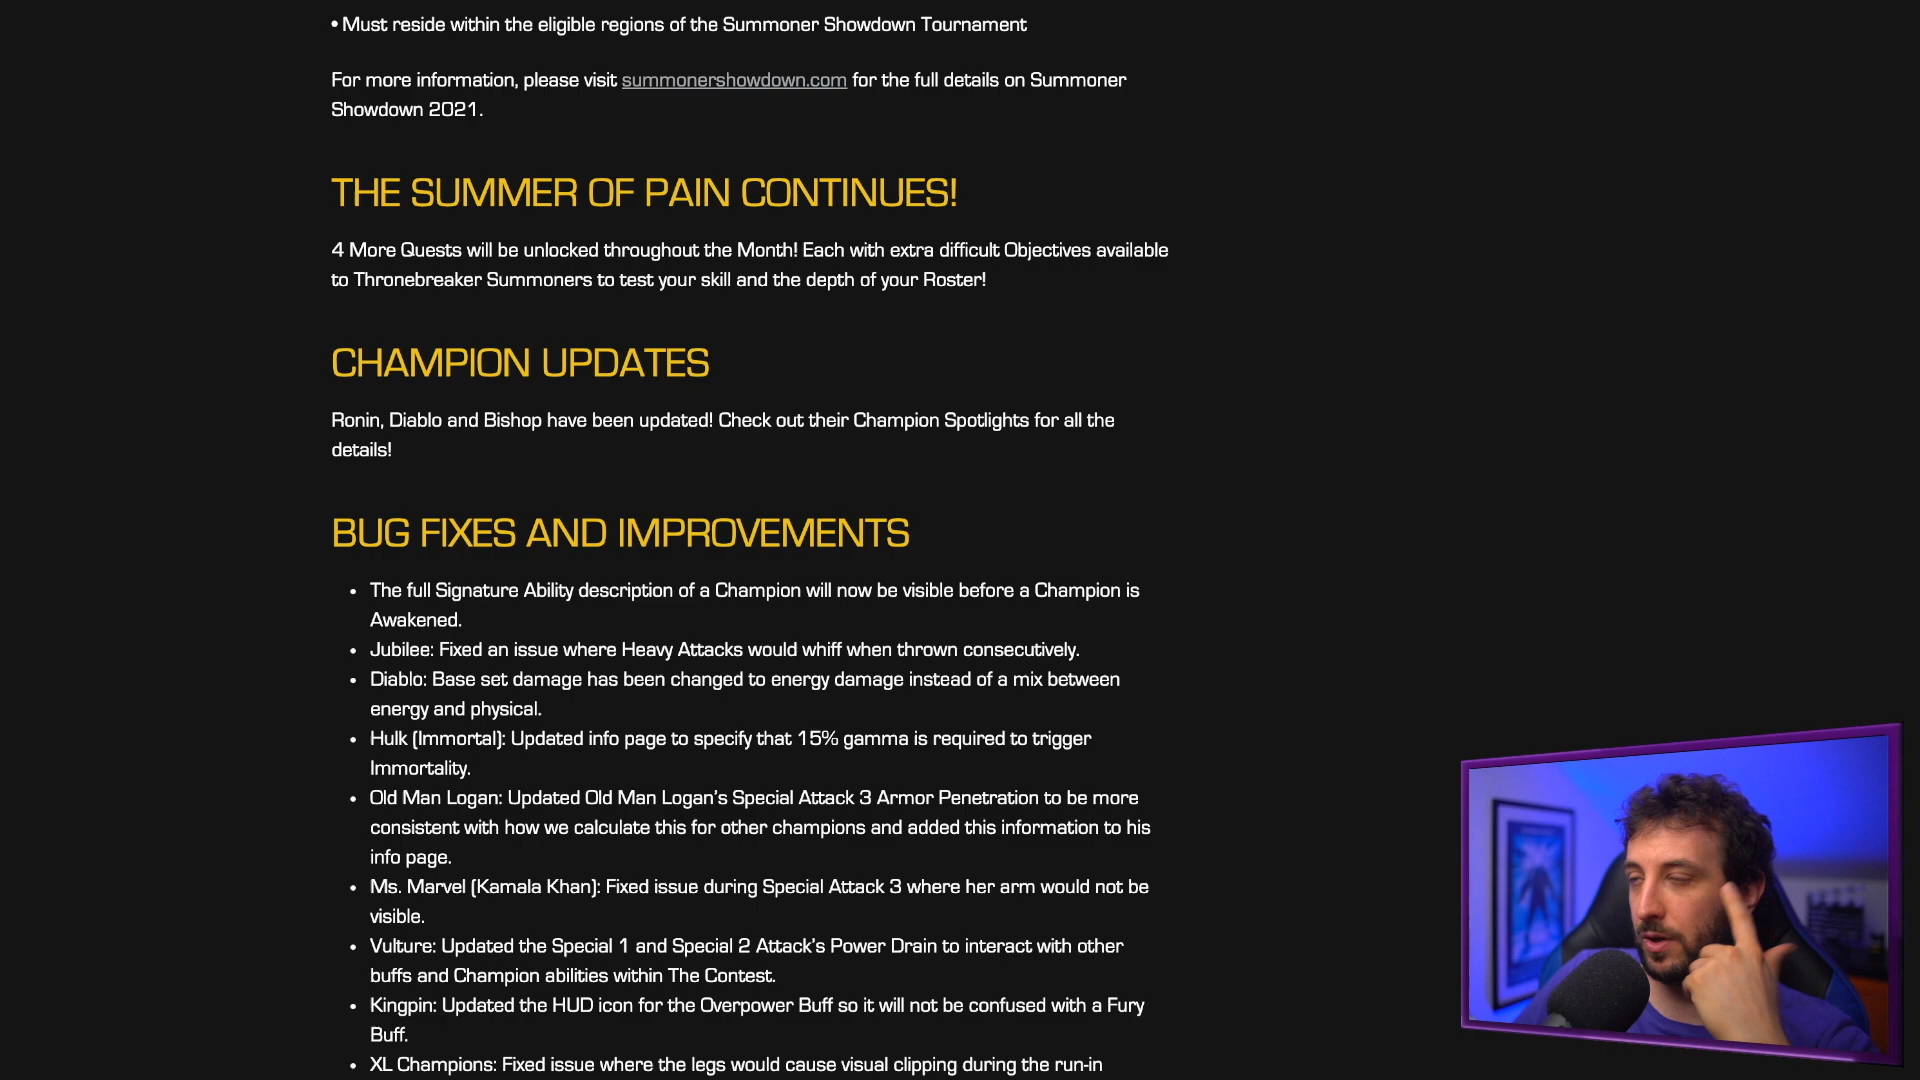 • Must reside within the eligible regions of the Summoner Showdown Tournament
For more information, please visit summonershowdown.com for the full details on Summoner
Showdown 2021.
THE SUMMER OF PAIN CONTINUES!
4 More Quests will be unlocked throughout the Month! Each with extra difficult Objectives available
to Thronebreaker Summoners to test your skill and the depth of your Roster!
CHAMPION UPDATES
Ronin, Diablo and Bishop have been updated! Check out their Champion Spotlights for all the
details!
BUG FIXES AND IMPROVEMENTS
• The full Signature Ability description of a Champion will now be visible before a Champion is
Awakened.
• Jubilee: Fixed an issue where Heavy Attacks would whiff when thrown consecutively.
• Diablo: Base set damage has been changed to energy damage instead of a mix between
energy and physical.
• Hulk (Immortal): Updated info page to specify that 15% gamma is required to trigger
Immortality.
• Old Man Logan: Updated Old Man Logan's Special Attack 3 Armor Penetration to be more
consistent with how we calculate this for other champions and added this information to his
info page.
• Ms. Marvel (Kamala Khan): Fixed issue during Special Attack 3 where her arm would not be
visible.
• Vulture: Updated the Special 1 and Special 2 Attack's Power Drain to interact with other
buffs and Champion abilities within The Contest.
• Kingpin: Updated the HUD icon for the Overpower Buff so it will not be confused with a Fury
Buff.
• XL Champions: Fixed issue where the legs would cause visual clipping during the run-in